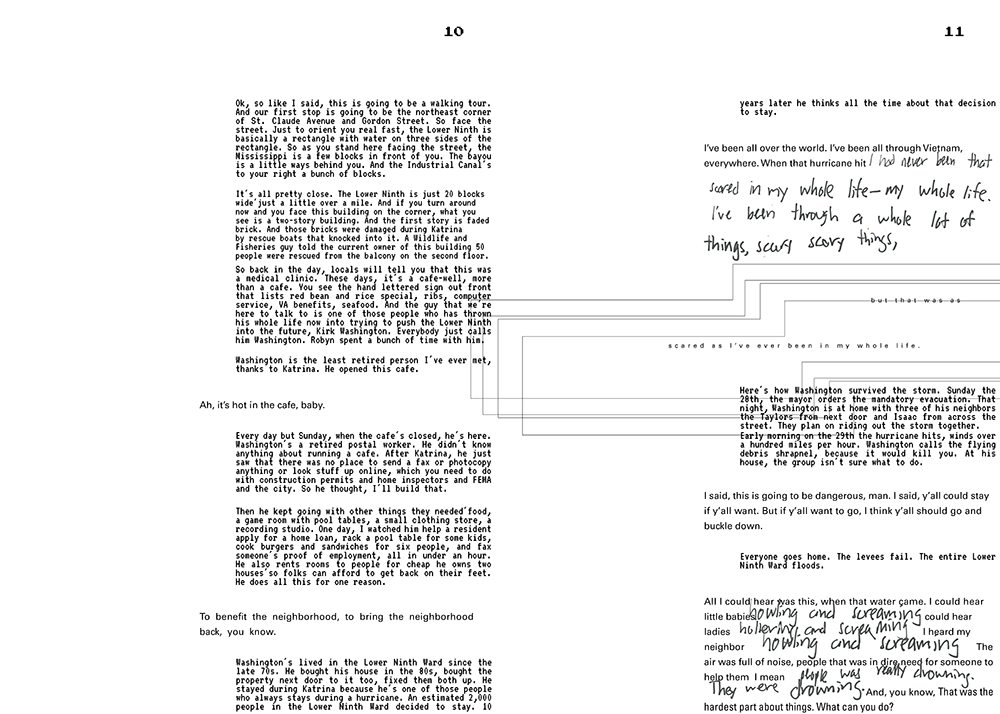 10
Ok, so like I said, this is going to be a walking tour.
And our first stop is going to be the northeast corner
of St. Claude Avenue and Gordon Street. So face the
street. Just to orient you real fast, the Lower Ninth is
basically a rectangle with water on three sides of the
rectangle. So as you stand here facing the street, the
Mississippi is a few blocks in front of you. The bayou
is a little ways behind you. And the Industrial Canal´s
to your right a bunch of blocks.
It´s all pretty close. The Lower Ninth is just 20 blocks
wide´just a little over a mile. And if you turn around
now and you face this building on the corner, what you
see is a two-story building. And the first story is faded
brick. And those bricks were damaged during Katrina
by rescue boats that knocked into it. A Wildlife and
Fisheries guy told the current owner of this building 50
people were rescued from the balcony on the second floor.
So back in the day, locals will tell you that this was
a medical clinic. These days, it´s a cafe—well, more
than a cafe. You see the hand lettered sign out front
that lists red bean and rice special, ribs, computer
service, VA benefits, seafood. And the guy that we´re
here to talk to is one of those people who has thrown
his whole life now into trying to push the Lower Ninth
into the future, Kirk Washington. Everybody just calls
him Washington. Robyn spent a bunch of time with him.
Washington is the least retired person I´ve ever met,
thanks to Katrina. He opened this cafe.
Ah, it’s hot in the cafe, baby.
Every day but Sunday, when the cafe´s closed, he´s here.
Washington´s a retired postal worker. He didn´t know
anything about running a cafe. After Katrina, he just
saw that there was no place to send a fax or photocopy
anything or look stuff up online, which you need to do
with construction permits and home inspectors and FEMA
and the city. So he thought, I´ll build that.
Then he kept going with other things they needed´food,
a game room with pool tables, a small clothing store, a
recording studio. One day, I watched him help a resident
apply for a home loan, rack a pool table for some kids,
cook burgers and sandwiches for six people, and fax
someone´s proof of employment, all in under an hour.
He also rents rooms to people for cheap he owns two
houses´so folks can afford to get back on their feet.
He does all this for one reason.
To benefit the neighborhood, to bring the neighborhood
back, you know.
Washington´s lived in the Lower Ninth Ward since the
late 70s. He bought his house in the 80s, bought the
property next door to it too, fixed them both up. He
stayed during Katrina because he´s one of those people
who always stays during a hurricane. An estimated 2,000
people in the Lower Ninth Ward decided to stay. 10
11
years later he thinks all the time about that decision
to stay.
I’ve been all over the world. I’ve been all through Vietnam,
everywhere. When that hurricane hit I had never been that
scared in my whole life—my whole life.
I've been through a whole lot of
things, scary scary things,
but that was as
scared as I’ve ever been in my whole life.
Here´s how Washington survived the storm. Sunday the
28th, the mayor orders the mandatory evacuation. That
night, Washington is at home with three of his neighbors
the Taylors from next door and Isaac from across the
street. They plan on riding out the storm together.
Early morning on the 29th the hurricane hits, winds over
a hundred miles per hour. Washington calls the flying
debris shrapnel, because it would kill you. At his
house, the group isn´t sure what to do.
I said, this is going to be dangerous, man. I said, y’all could stay
if y’all want. But if y’all want to go, I think y’all should go and
buckle down.
Everyone goes home. The levees fail. The entire Lower
Ninth Ward floods.
All I could hear was this, when that water came. I could hear
little babies howling and screaming could hear
ladies hollering and screaming I heard my
neighbor howling and screaming The
air was full of noise, people that was in dire need for someone to
help them I mean people was really drowning.
They were drowning. And, you know, That was the
hardest part about things. What can you do?